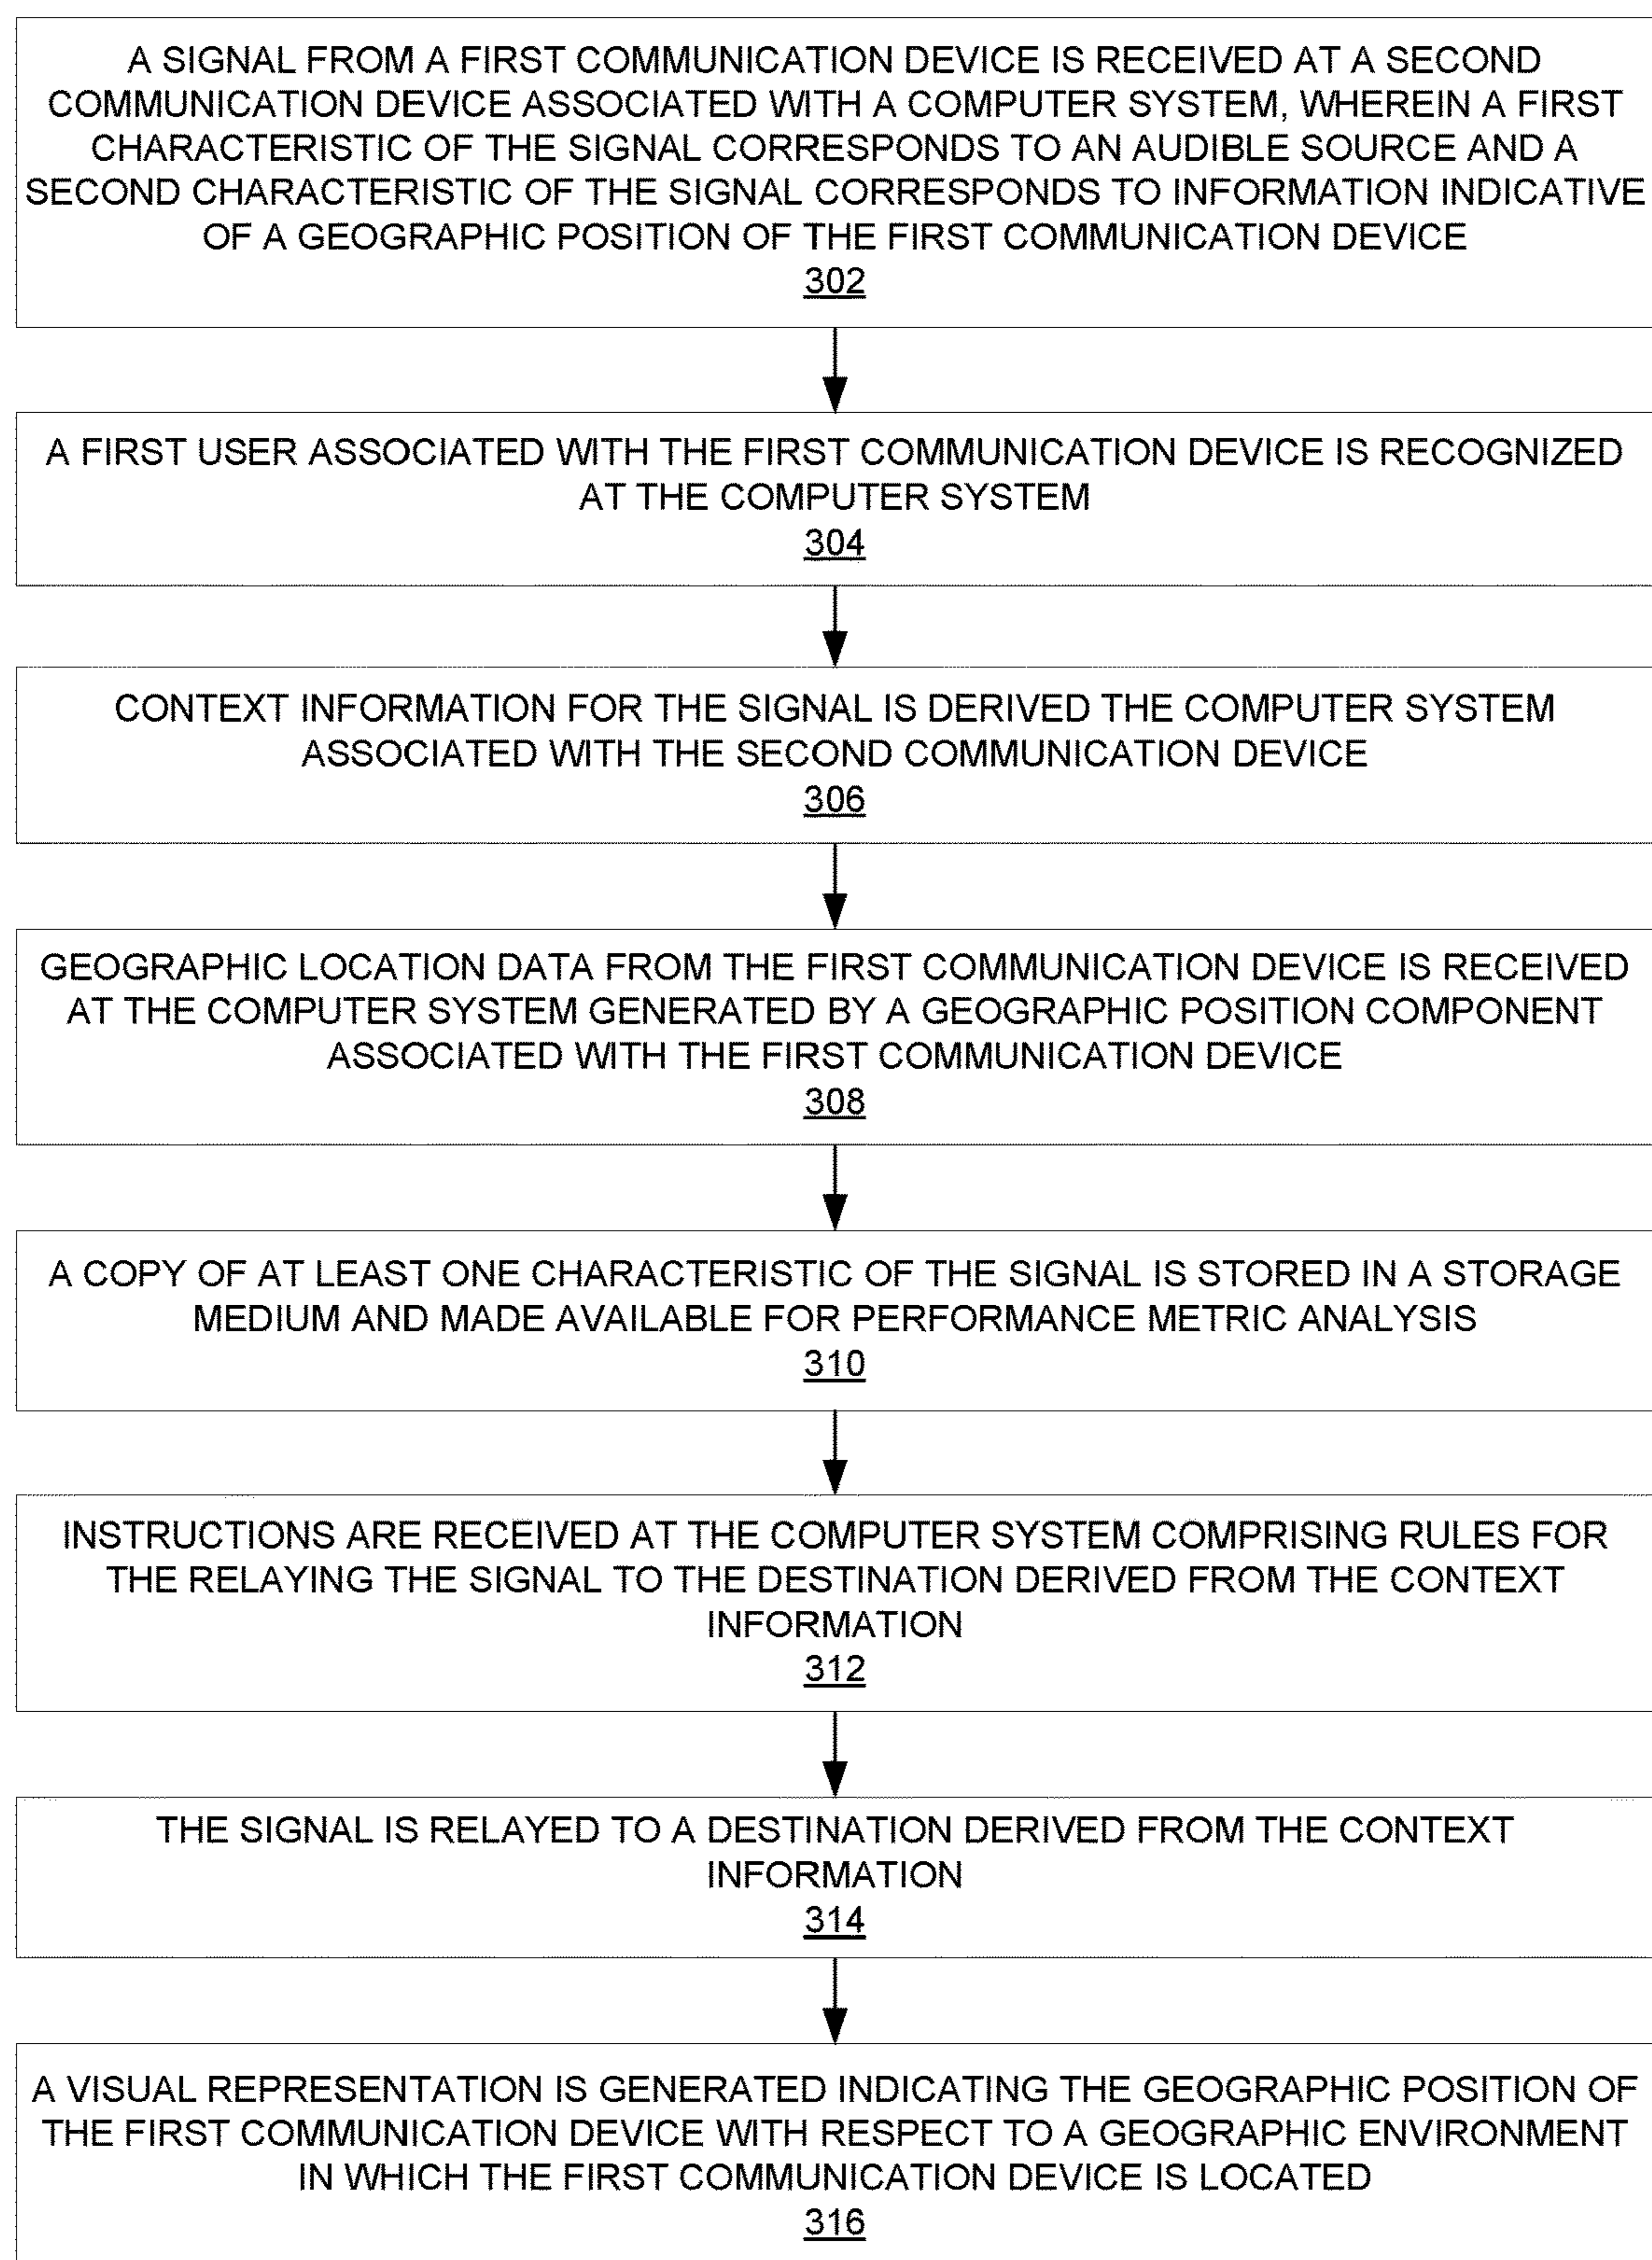 A SIGNAL FROM A FIRST COMMUNICATION DEVICE IS RECEIVED AT A SECOND
COMMUNICATION DEVICE ASSOCIATED WITH A COMPUTER SYSTEM, WHEREIN A FIRST
CHARACTERISTIC OF THE SIGNAL CORRESPONDS TO AN AUDIBLE SOURCE AND A
SECOND CHARACTERISTIC OF THE SIGNAL CORRESPONDS TO INFORMATION INDICATIVE
OF A GEOGRAPHIC POSITION OF THE FIRST COMMUNICATION DEVICE
302
A FIRST USER ASSOCIATED WITH THE FIRST COMMUNICATION DEVICE IS RECOGNIZED
AT THE COMPUTER SYSTEM
304
CONTEXT INFORMATION FOR THE SIGNAL IS DERIVED THE COMPUTER SYSTEM
ASSOCIATED WITH THE SECOND COMMUNICATION DEVICE
306
GEOGRAPHIC LOCATION DATA FROM THE FIRST COMMUNICATION DEVICE IS RECEIVED
AT THE COMPUTER SYSTEM GENERATED BY A GEOGRAPHIC POSITION COMPONENT
ASSOCIATED WITH THE FIRST COMMUNICATION DEVICE
308
A COPY OF AT LEAST ONE CHARACTERISTIC OF THE SIGNAL IS STORED IN A STORAGE
MEDIUM AND MADE AVAILABLE FOR PERFORMANCE METRIC ANALYSIS
310
INSTRUCTIONS ARE RECEIVED AT THE COMPUTER SYSTEM COMPRISING RULES FOR
THE RELAYING THE SIGNAL TO THE DESTINATION DERIVED FROM THE CONTEXT
INFORMATION
312
THE SIGNAL IS RELAYED TO A DESTINATION DERIVED FROM THE CONTEXT
INFORMATION
314
A VISUAL REPRESENTATION IS GENERATED INDICATING THE GEOGRAPHIC POSITION OF
THE FIRST COMMUNICATION DEVICE WITH RESPECT TO A GEOGRAPHIC ENVIRONMENT
IN WHICH THE FIRST COMMUNICATION DEVICE IS LOCATED
316